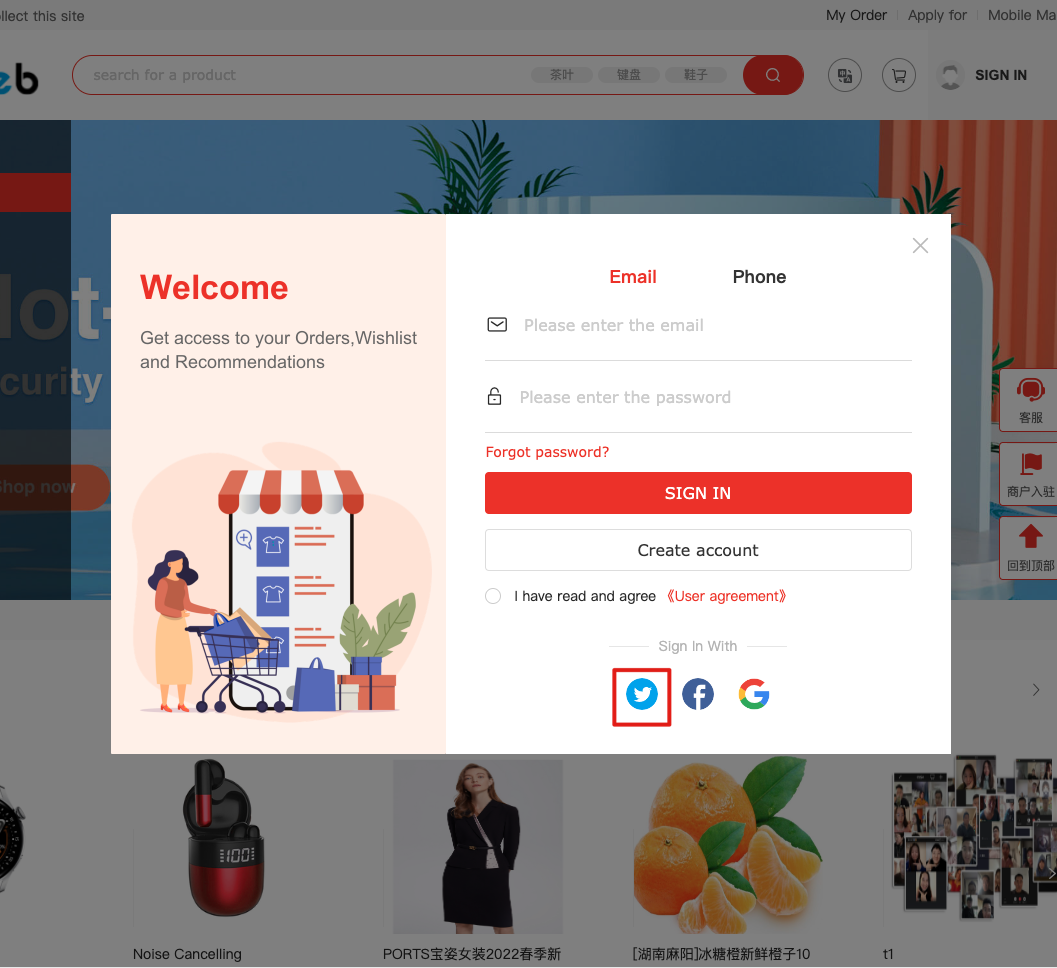 llect this site
My Order
Apply for
Mobile Ma
eb
search for a product
茶叶
键盘
鞋子
SIGN IN
lot-
curity
Shop now
Welcome
Get access to your Orders,Wishlist
and Recommendations
Email
Phone
Please enter the email
Please enter the password
Forgot password?
SIGN IN
Create account
I have read and agree 《User agreement》
Sign In With
客服
商户入驻
回到顶部
100
Noise Cancelling
PORTS宝姿女装2022春季新
[湖南麻阳]冰糖橙新鲜橙子10
t1